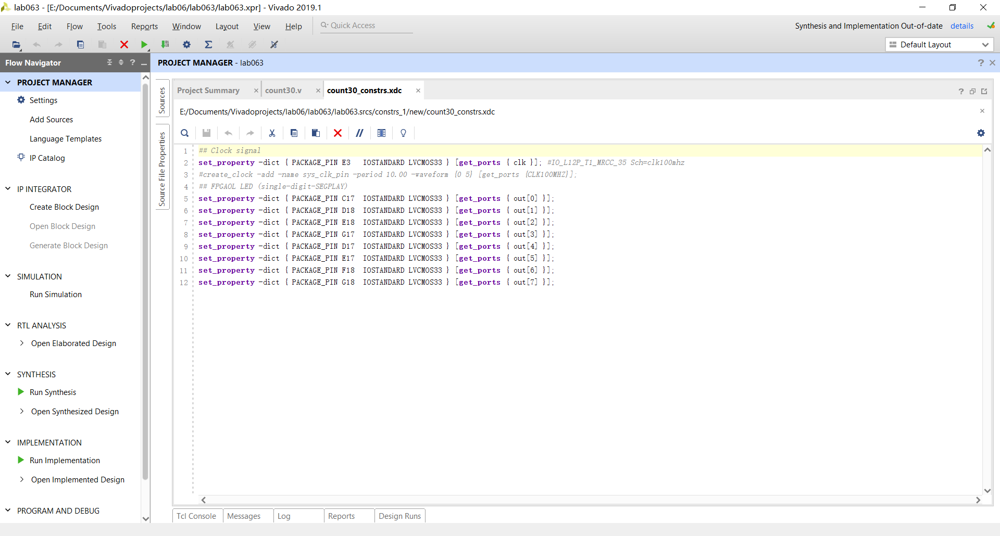 lab063 - [E:/Documents/Vivadoprojects/lab06/lab063/lab063.xpr] - Vivado 2019.1
File Edit Flow Tools Reports Window Layout View Help Quick Access
Synthesis and Implementation Out-of-date details
Default Layout
Flow Navigator
PROJECT MANAGER - lab063
PROJECT MANAGER
Settings
Add Sources
Language Templates
IP Catalog
IP INTEGRATOR
Create Block Design
Open Block Design
Generate Block Design
SIMULATION
Run Simulation
RTL ANALYSIS
Open Elaborated Design
SYNTHESIS
Run Synthesis
Open Synthesized Design
IMPLEMENTATION
Run Implementation
Open Implemented Design
PROGRAM AND DEBUG
Sources
Source File Properties
Project Summary count30.v count30_constrs.xdc
E:/Documents/Vivadoprojects/lab06/lab063/lab063.srcs/constrs_1/new/count30_constrs.xdc
1 ## Clock signal
2 set_property -dict { PACKAGE_PIN E3 IOSTANDARD LVCMOS33 } [get_ports { clk }]; #IO_L12P_T1_MRCC_35 Sch=clk100mhz
3 #create_clock -add -name sys_clk_pin -period 10.00 -waveform {0 5} [get_ports {CLK100MHZ}];
4 ## FPGAOL LED (single-digit-SEGPLAY)
5 set_property -dict { PACKAGE_PIN C17 IOSTANDARD LVCMOS33 } [get_ports { out[0] }];
6 set_property -dict { PACKAGE_PIN D18 IOSTANDARD LVCMOS33 } [get_ports { out[1] }];
7 set_property -dict { PACKAGE_PIN E18 IOSTANDARD LVCMOS33 } [get_ports { out[2] }];
8 set_property -dict { PACKAGE_PIN G17 IOSTANDARD LVCMOS33 } [get_ports { out[3] }];
9 set_property -dict { PACKAGE_PIN D17 IOSTANDARD LVCMOS33 } [get_ports { out[4] }];
10 set_property -dict { PACKAGE_PIN E17 IOSTANDARD LVCMOS33 } [get_ports { out[5] }];
11 set_property -dict { PACKAGE_PIN F18 IOSTANDARD LVCMOS33 } [get_ports { out[6] }];
12 set_property -dict { PACKAGE_PIN G18 IOSTANDARD LVCMOS33 } [get_ports { out[7] }];
Tcl Console Messages Log Reports Design Runs